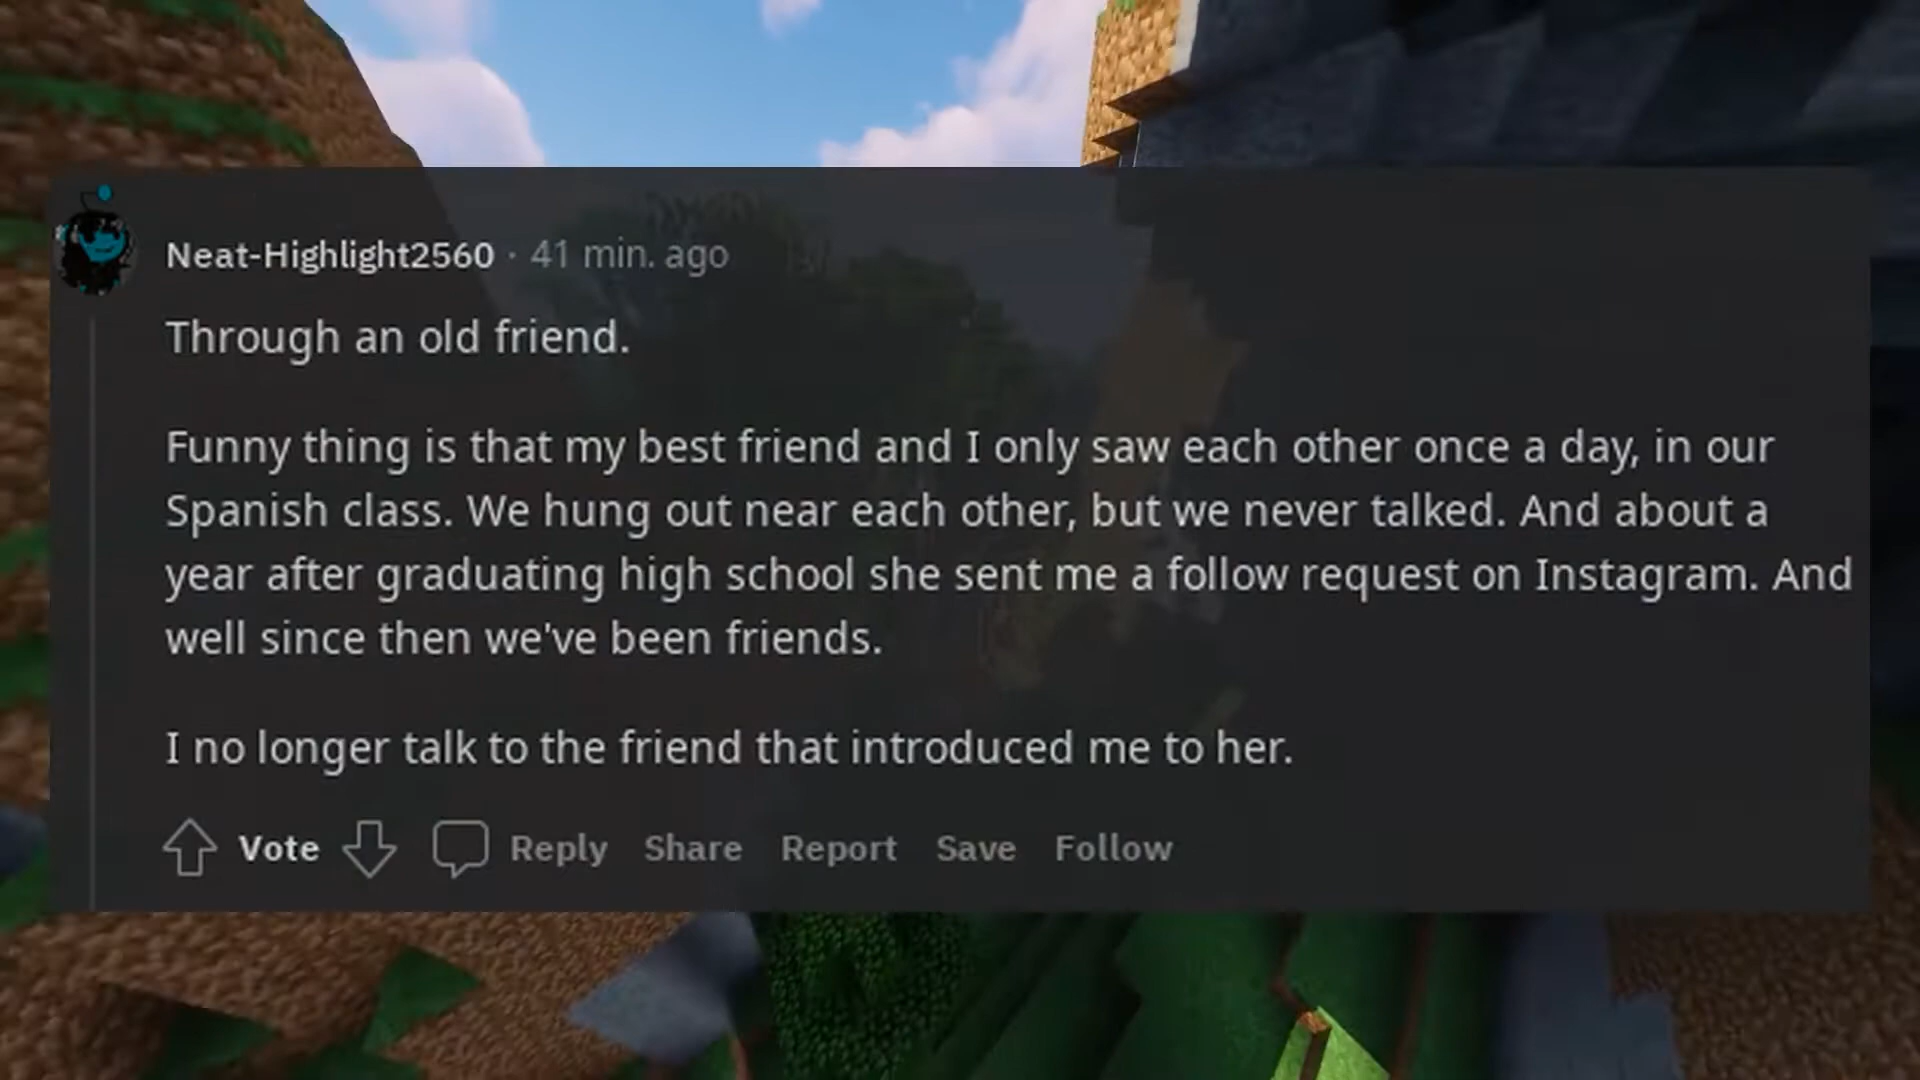 Neat-Highlight2560 · 41 min. ago
Through an old friend.
Funny thing is that my best friend and I only saw each other once a day, in our
Spanish class. We hung out near each other, but we never talked. And about a
year after graduating high school she sent me a follow request on Instagram. And
well since then we've been friends.
I no longer talk to the friend that introduced me to her.
Vote Reply Share Report Save Follow